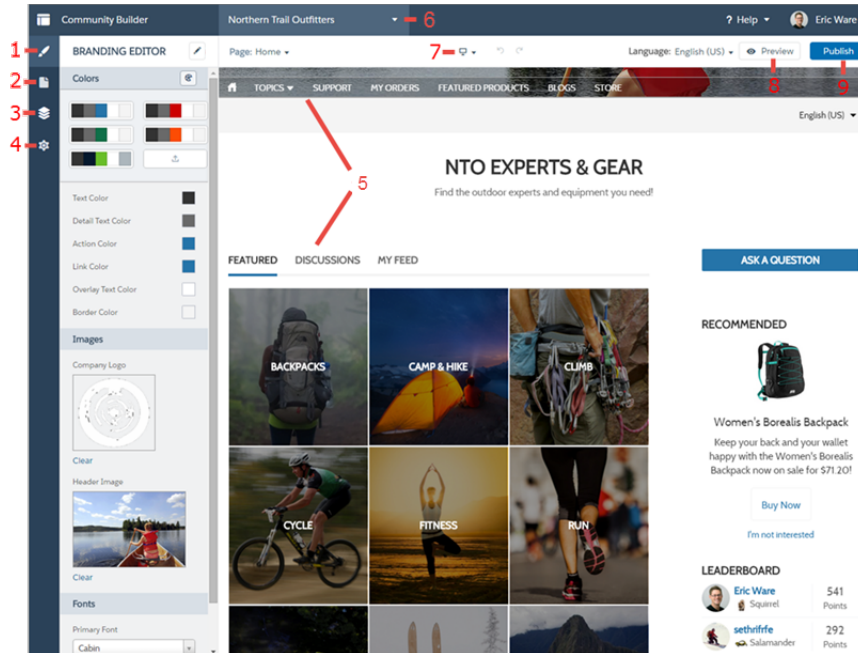 Community Builder
Northern Trail Outfitters
6
? Help
Eric Ware
1
BRANDING EDITOR
Page: Home
7
Language: English (US)
Preview
Publish
2
Colors
8
9
3
TOPICS
SUPPORT
MY ORDERS
FEATURED PRODUCTS
BLOGS
STORE
English (US)
4
NTO EXPERTS & GEAR
5
Find the outdoor experts and equipment you need!
Text Color
Detail Text Color
Action Color
Link Color
Overlay Text Color
Border Color
FEATURED
DISCUSSIONS
MY FEED
ASK A QUESTION
Images
Company Logo
Clear
Header Image
Clear
Fonts
Primary Font
Cabin
BACKPACKS
CAMP & HIKE
CLIMB
CYCLE
FITNESS
RUN
RECOMMENDED
Women's Borealis Backpack
Keep your back and your wallet
happy with the Women's Borealis
Backpack now on sale for $71.20!
Buy Now
I'm not interested
LEADERBOARD
Eric Ware
Squirrel
541
Points
sethrifrfe
Salamander
292
Points